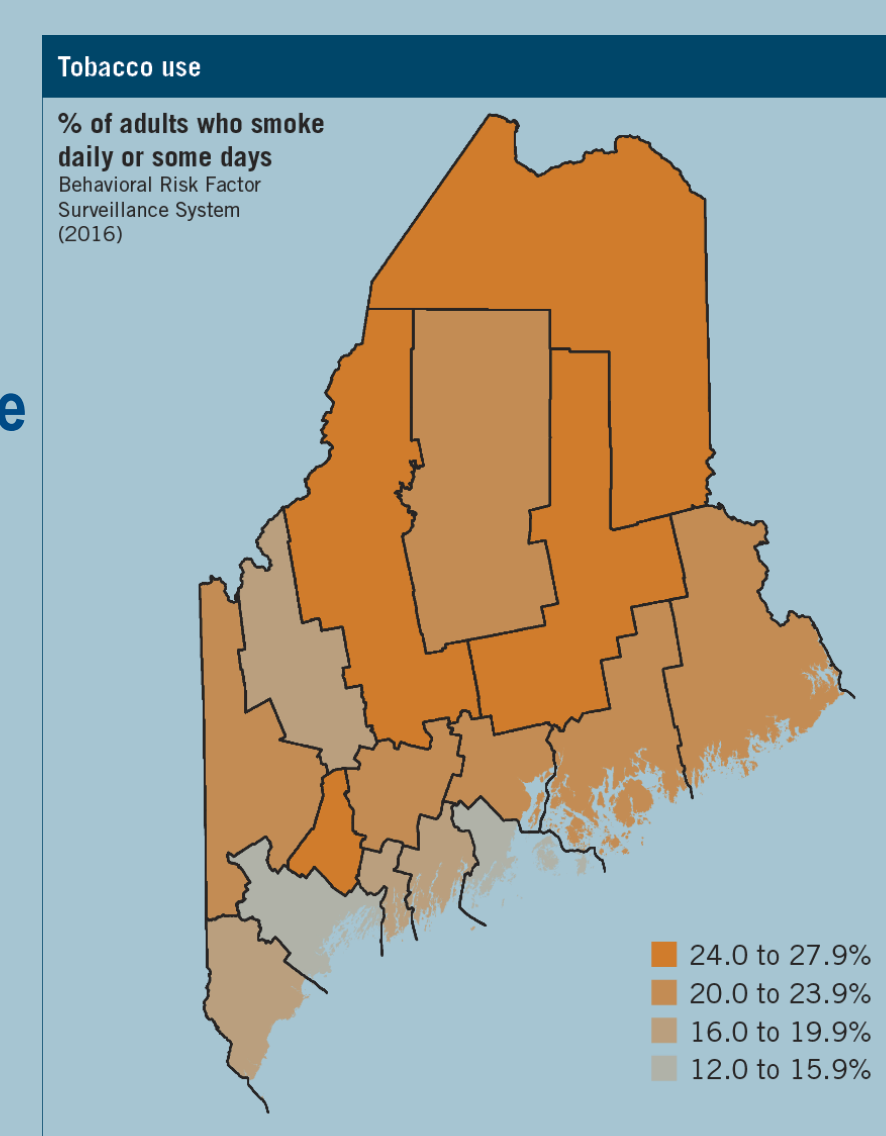 Tobacco use
% of adults who smoke
daily or some days
Behavioral Risk Factor
Surveillance System
(2016)
e
24.0 to 27.9%
20.0 to 23.9%
16.0 to 19.9%
12.0 to 15.9%